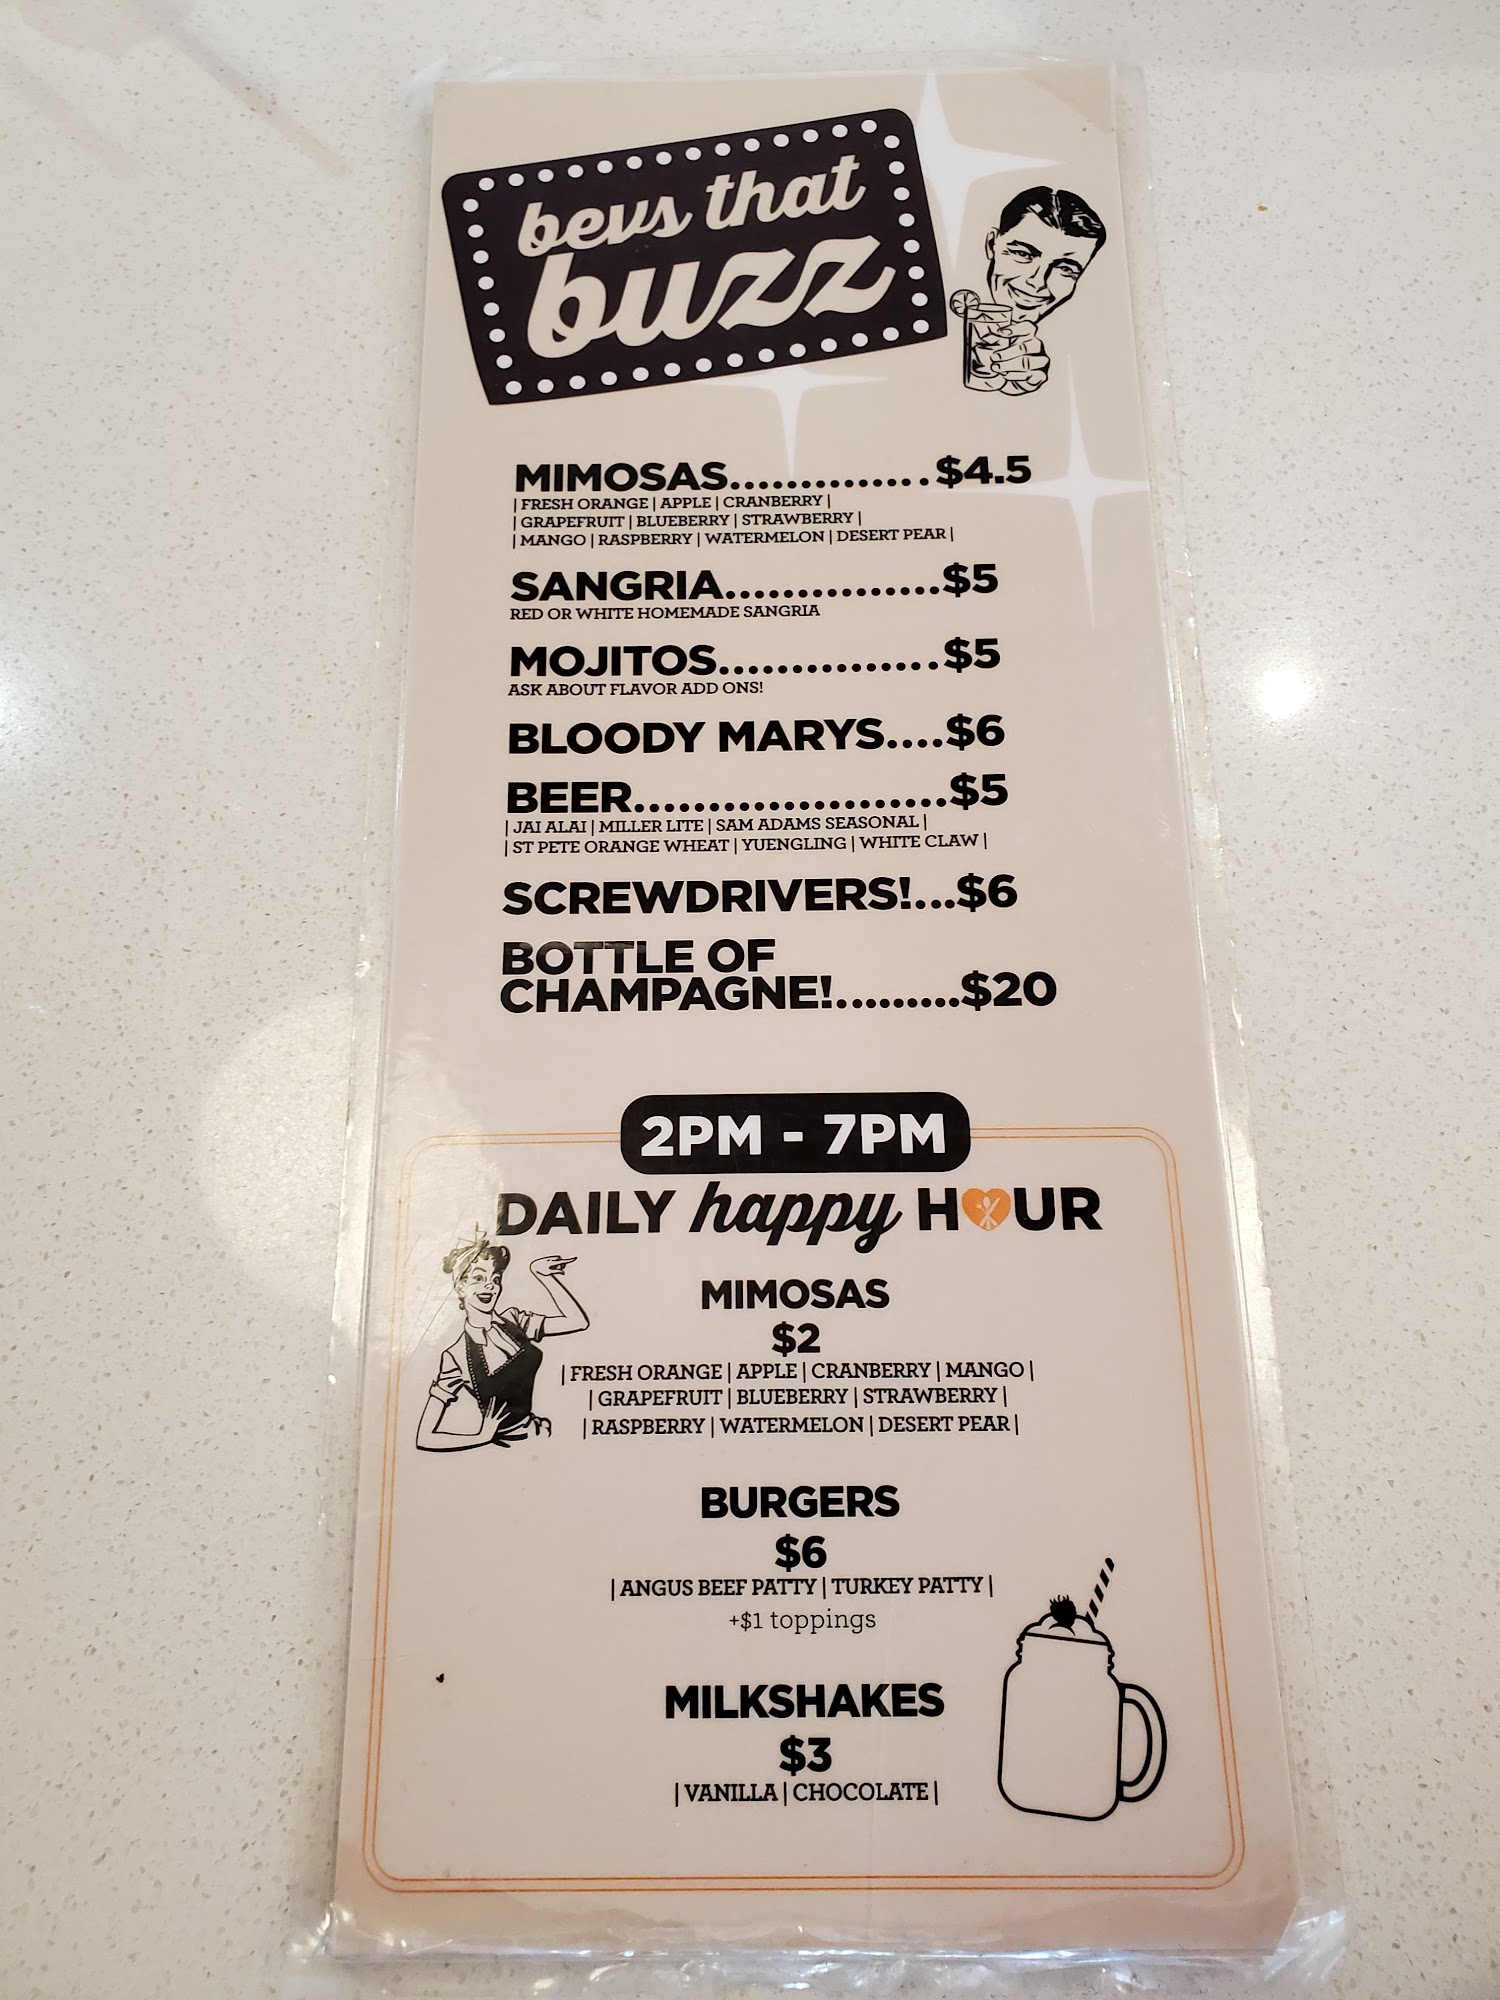 bevs that
buzz
MIMOSAS..............$4.5
| FRESH ORANGE | APPLE | CRANBERRY |
| GRAPEFRUIT | BLUEBERRY | STRAWBERRY |
| MANGO | RASPBERRY | WATERMELON | DESERT PEAR |
SANGRIA...............$5
RED OR WHITE HOMEMADE SANGRIA
MOJITOS...............$5
ASK ABOUT FLAVOR ADD ONS!
BLOODY MARYS....$6
BEER.....................$5
| JAI ALAI | MILLER LITE | SAM ADAMS SEASONAL |
| ST PETE ORANGE WHEAT | YUENGLING | WHITE CLAW |
SCREWDRIVERS!...$6
BOTTLE OF
CHAMPAGNE!.........$20
2PM - 7PM
DAILY happy HOUR
MIMOSAS
$2
| FRESH ORANGE | APPLE | CRANBERRY | MANGO |
| GRAPEFRUIT | BLUEBERRY | STRAWBERRY |
| RASPBERRY | WATERMELON | DESERT PEAR |
BURGERS
$6
| ANGUS BEEF PATTY | TURKEY PATTY |
+$1 toppings
MILKSHAKES
$3
| VANILLA | CHOCOLATE |